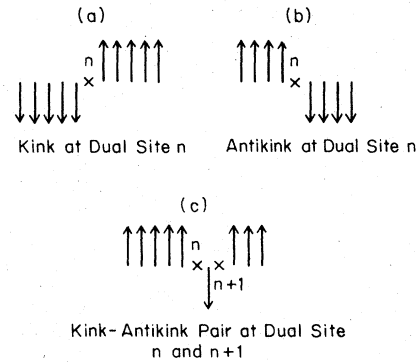 (a)
n
×
Kink at Dual Site n
(b)
n
×
Antikink at Dual Site n
(c)
n
× ×
n+1
Kink-Antikink Pair at Dual Site
n and n+1